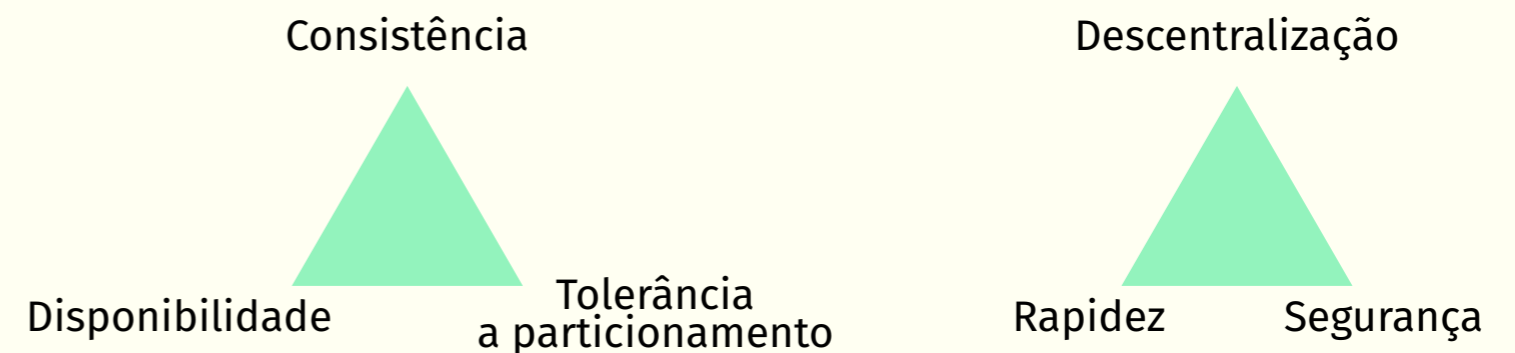 Consistência
Disponibilidade
Tolerância
a particionamento
Descentralização
Rapidez
Segurança